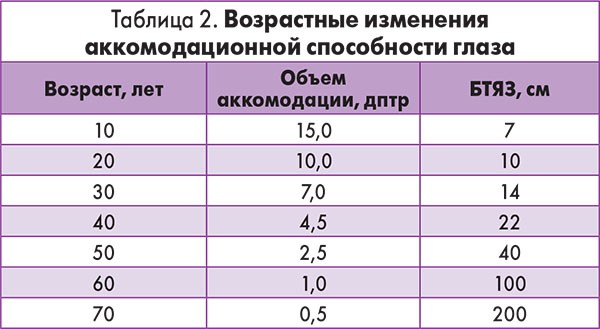 Таблица 2. Возрастные изменения
аккомодационной способности глаза
Возраст, лет Объем аккомодации, дптр БТЯЗ, см
10 15,0 7
20 10,0 10
30 7,0 14
40 4,5 22
50 2,5 40
60 1,0 100
70 0,5 200